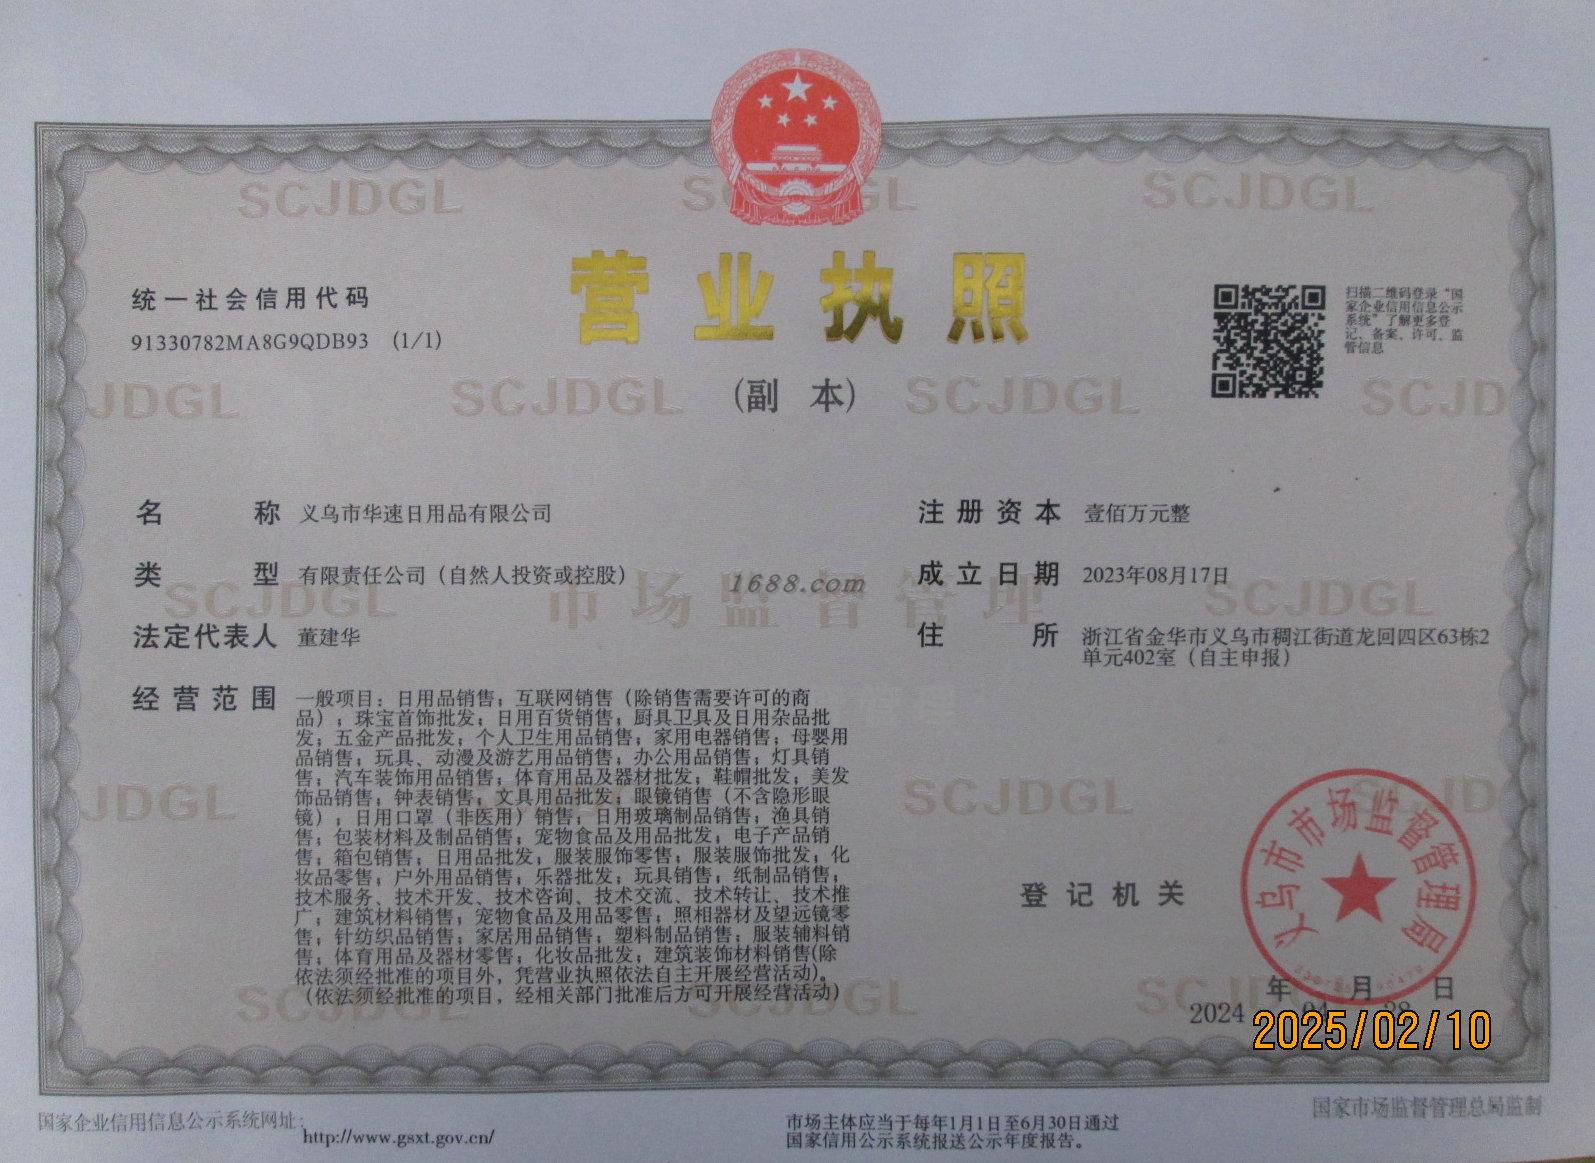 SCJDGL
SCJDGL
SCJDGL
营业执照
(副 本)
统一社会信用代码
91330782MA8G9QDB93 (1/1)
扫描二维码登录“国
家企业信用信息公示
系统”了解更多登
记、备案、许可、监
管信息
JDGL
SCJDGL
SCJDGL
SCJD
名 称 义乌市华速日用品有限公司
类 型 有限责任公司（自然人投资或控股）
法定代表人 董建华
注册资本 壹佰万元整
成立日期 2023年08月17日
住 所 浙江省金华市义乌市稠江街道龙回四区63栋2
单元402室（自主申报）
SCJDGL
市场监督管理
1688.com
SCJDGL
经营范围 一般项目：日用品销售；互联网销售（除销售需要许可的商
品）；珠宝首饰批发；日用百货销售；厨具卫具及日用杂品批
发；五金产品批发；个人卫生用品销售；家用电器销售；母婴用
品销售；玩具、动漫及游艺用品销售；办公用品销售；灯具销
售；汽车装饰用品销售；体育用品及器材批发；鞋帽批发；美发
饰品销售；钟表销售；文具用品批发；眼镜销售（不含隐形眼
镜）；日用口罩（非医用）销售；日用玻璃制品销售；渔具销
售；包装材料及制品销售；宠物食品及用品批发；电子产品销
售；箱包销售；日用品批发；服装服饰零售；服装服饰批发；化
妆品零售；户外用品销售；乐器批发；玩具销售；纸制品销售；
技术服务、技术开发、技术咨询、技术交流、技术转让、技术推
广；建筑材料销售；宠物食品及用品零售；照相器材及望远镜零
售；针纺织品销售；家居用品销售；塑料制品销售；服装辅料销
售；体育用品及器材零售；化妆品批发；建筑装饰材料销售(除
依法须经批准的项目外，凭营业执照依法自主开展经营活动)。
（依法须经批准的项目，经相关部门批准后方可开展经营活动）
JDGL
SCJDGL
SCJD
登记机关
义乌市市场监督管理局
SCJDGL
SCJDGL
SCJDGL
2024 年 04 月 28 日
2025/02/10
国家企业信用信息公示系统网址：
http://www.gsxt.gov.cn/
市场主体应当于每年1月1日至6月30日通过
国家信用公示系统报送公示年度报告。
国家市场监督管理总局监制